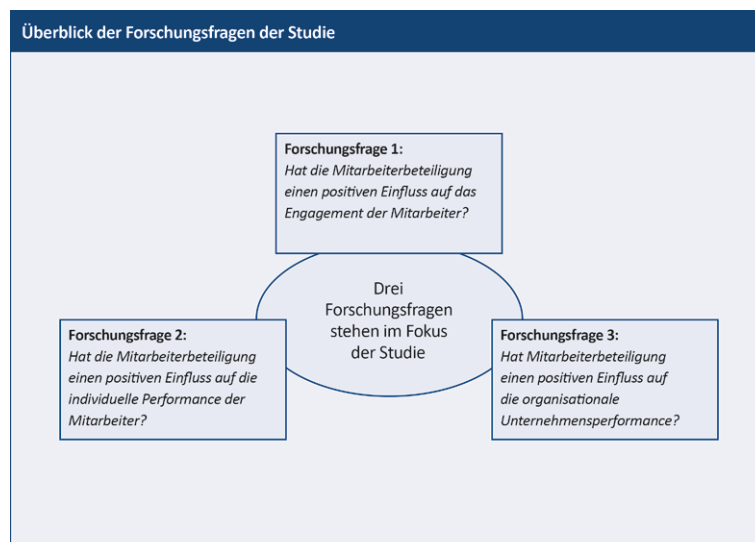 Überblick der Forschungsfragen der Studie
Forschungsfrage 1:
Hat die Mitarbeiterbeteiligung
einen positiven Einfluss auf das
Engagement der Mitarbeiter?
Drei
Forschungsfragen
stehen im Fokus
der Studie
Forschungsfrage 2:
Hat die Mitarbeiterbeteiligung
einen positiven Einfluss auf die
individuelle Performance der
Mitarbeiter?
Forschungsfrage 3:
Hat Mitarbeiterbeteiligung
einen positiven Einfluss auf
die organisationale
Unternehmensperformance?